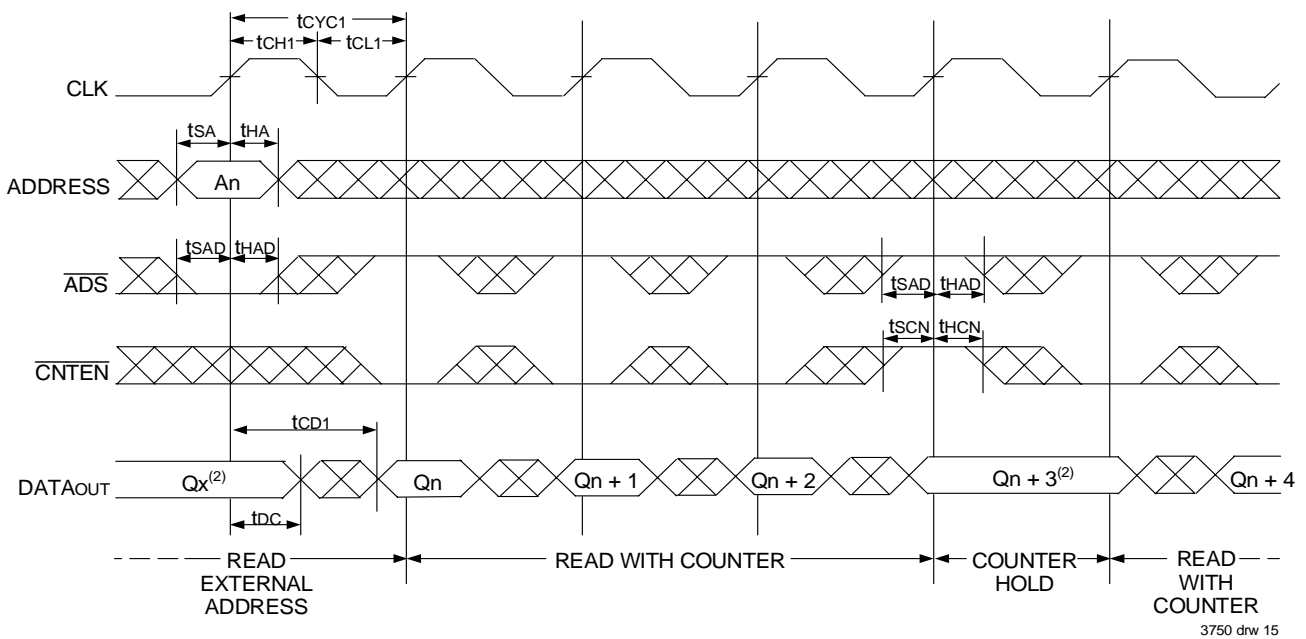 tCYC1
tCH1 tCL1
CLK
tSA tHA
ADDRESS An
tSAD tHAD
ADS
tSAD tHAD
tSCN tHCN
CNTEN
tCD1
DATAOUT Qx(2) Qn Qn + 1 Qn + 2 Qn + 3(2) Qn + 4
tDC
READ EXTERNAL ADDRESS
READ WITH COUNTER
COUNTER HOLD
READ WITH COUNTER
3750 drw 15